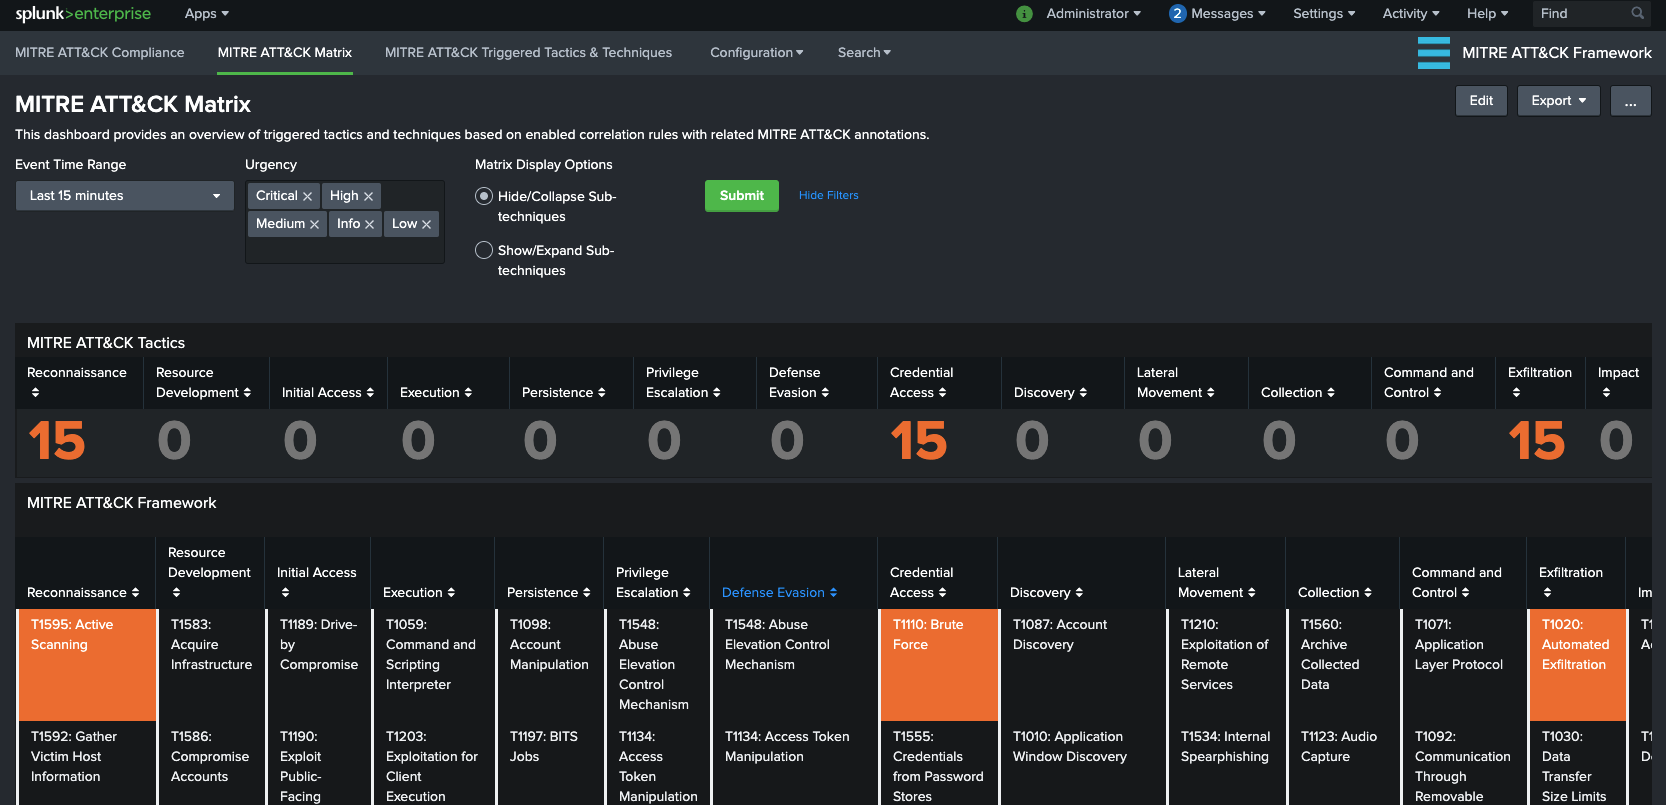 splunk>enterprise Apps Administrator 2 Messages Settings Activity Help Find
MITRE ATT&CK Compliance MITRE ATT&CK Matrix MITRE ATT&CK Triggered Tactics & Techniques Configuration Search MITRE ATT&CK Framework
MITRE ATT&CK Matrix Edit Export ...
This dashboard provides an overview of triggered tactics and techniques based on enabled correlation rules with related MITRE ATT&CK annotations.
Event Time Range
Last 15 minutes
Urgency
Critical High
Medium Info Low
Matrix Display Options
Hide/Collapse Sub-
techniques
Show/Expand Sub-
techniques
Submit Hide Filters
MITRE ATT&CK Tactics
Reconnaissance
Resource
Development
Initial Access
Execution
Persistence
Privilege
Escalation
Defense
Evasion
Credential
Access
Discovery
Lateral
Movement
Collection
Command and
Control
Exfiltration
Impact
15 0 0 0 0 0 0 15 0 0 0 0 15 0
MITRE ATT&CK Framework
Reconnaissance
Resource
Development
Initial Access
Execution
Persistence
Privilege
Escalation
Defense Evasion
Credential
Access
Discovery
Lateral
Movement
Collection
Command and
Control
Exfiltration
Im
T1595: Active
Scanning
T1583:
Acquire
Infrastructure
T1189: Drive-
by
Compromise
T1059:
Command and
Scripting
Interpreter
T1098:
Account
Manipulation
T1548:
Abuse
Elevation
Control
Mechanism
T1548: Abuse
Elevation Control
Mechanism
T1110: Brute
Force
T1087: Account
Discovery
T1210:
Exploitation of
Remote
Services
T1560:
Archive
Collected
Data
T1071:
Application
Layer Protocol
T1020:
Automated
Exfiltration
T1592: Gather
Victim Host
Information
T1586:
Compromise
Accounts
T1190:
Exploit
Public-
Facing
T1203:
Exploitation for
Client
Execution
T1197: BITS
Jobs
T1134:
Access
Token
Manipulation
T1134: Access Token
Manipulation
T1555:
Credentials
from Password
Stores
T1010: Application
Window Discovery
T1534: Internal
Spearphishing
T1123: Audio
Capture
T1092:
Communication
Through
Removable
T1030:
Data
Transfer
Size Limits